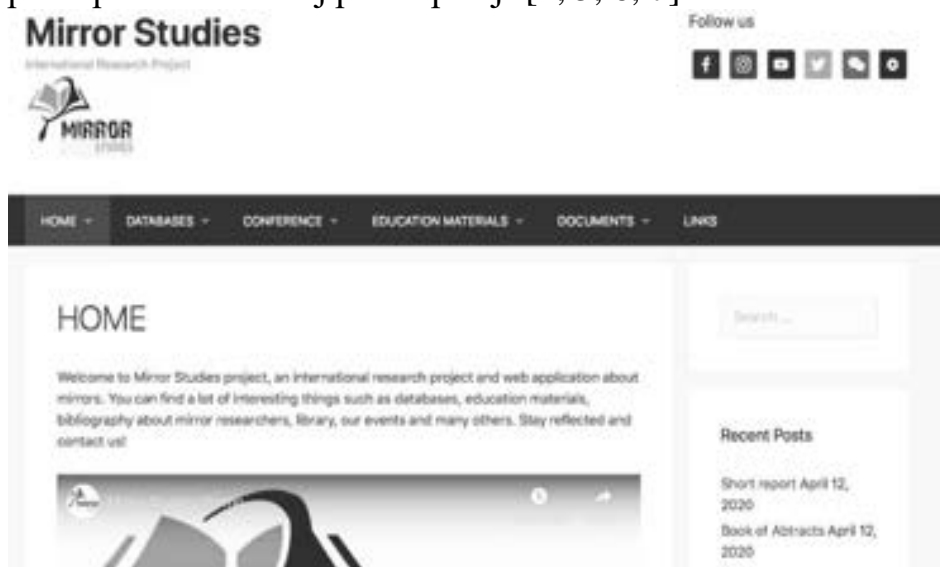 Mirror Studies
International Research Project
MIRROR
STUDIES
Follow us
HOME
DATABASES
CONFERENCE
EDUCATION MATERIALS
DOCUMENTS
LINKS
HOME
Welcome to Mirror Studies project, an international research project and web application about
mirrors. You can find a lot of interesting things such as databases, education materials,
bibliography about mirror researchers, library, our events and many others. Stay reflected and
contact us!
Search ...
Recent Posts
Short report April 12,
2020
Book of Abtracts April 12,
2020